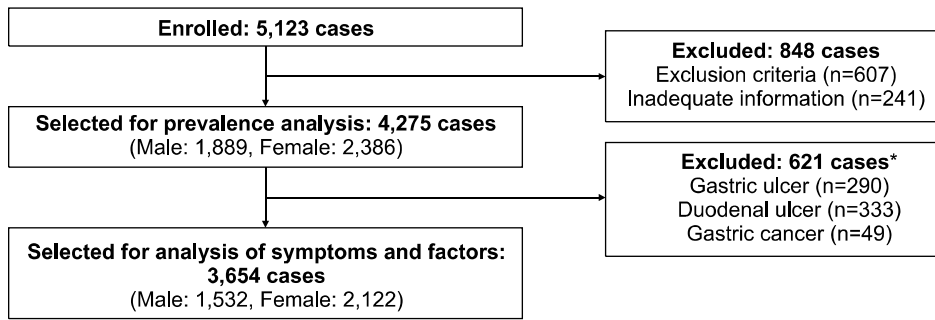 Enrolled: 5,123 cases
Excluded: 848 cases
Exclusion criteria (n=607)
Inadequate information (n=241)
Selected for prevalence analysis: 4,275 cases
(Male: 1,889, Female: 2,386)
Excluded: 621 cases*
Gastric ulcer (n=290)
Duodenal ulcer (n=333)
Gastric cancer (n=49)
Selected for analysis of symptoms and factors:
3,654 cases
(Male: 1,532, Female: 2,122)